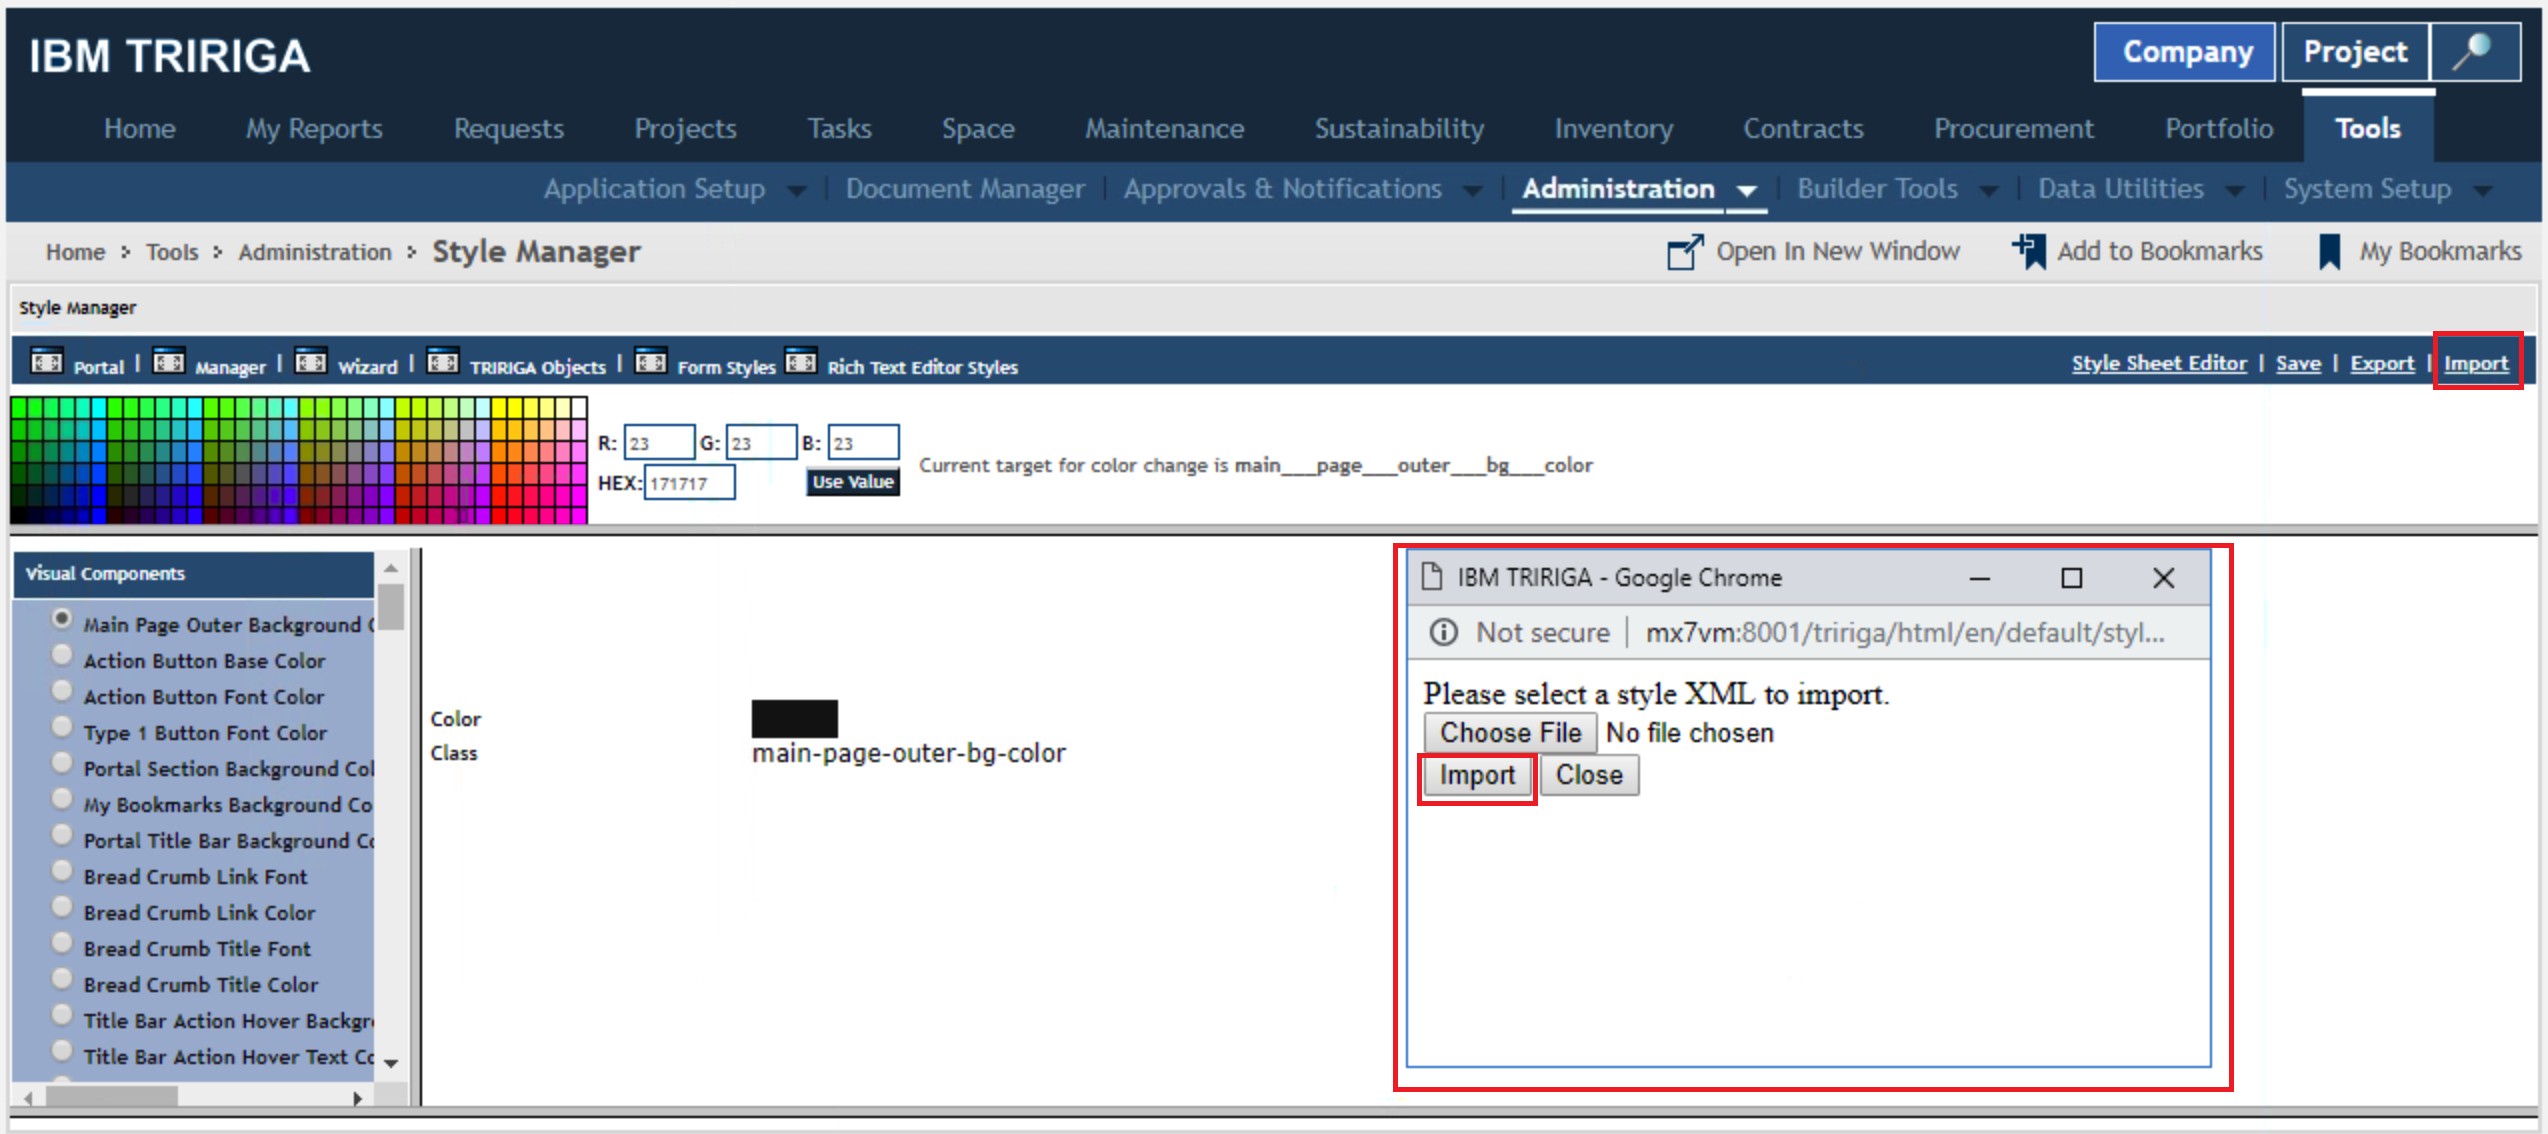 IBM TRIRIGA
Company Project
Home My Reports Requests Projects Tasks Space Maintenance Sustainability Inventory Contracts Procurement Portfolio Tools
Application Setup | Document Manager | Approvals & Notifications | Administration | Builder Tools | Data Utilities | System Setup
Home > Tools > Administration > Style Manager
Open In New Window Add to Bookmarks My Bookmarks
Style Manager
Portal | Manager | Wizard | TRIRIGA Objects | Form Styles Rich Text Editor Styles
Style Sheet Editor | Save | Export | Import
R: 23 G: 23 B: 23
HEX: 171717 Use Value
Current target for color change is main___page___outer___bg___color
Visual Components
Main Page Outer Background
Action Button Base Color
Action Button Font Color
Type 1 Button Font Color
Portal Section Background Col
My Bookmarks Background Co
Portal Title Bar Background Co
Bread Crumb Link Font
Bread Crumb Link Color
Bread Crumb Title Font
Bread Crumb Title Color
Title Bar Action Hover Backgr
Title Bar Action Hover Text Co
Color
Class main-page-outer-bg-color
IBM TRIRIGA - Google Chrome
Not secure | mx7vm:8001/tririga/html/en/default/styl...
Please select a style XML to import.
Choose File No file chosen
Import Close